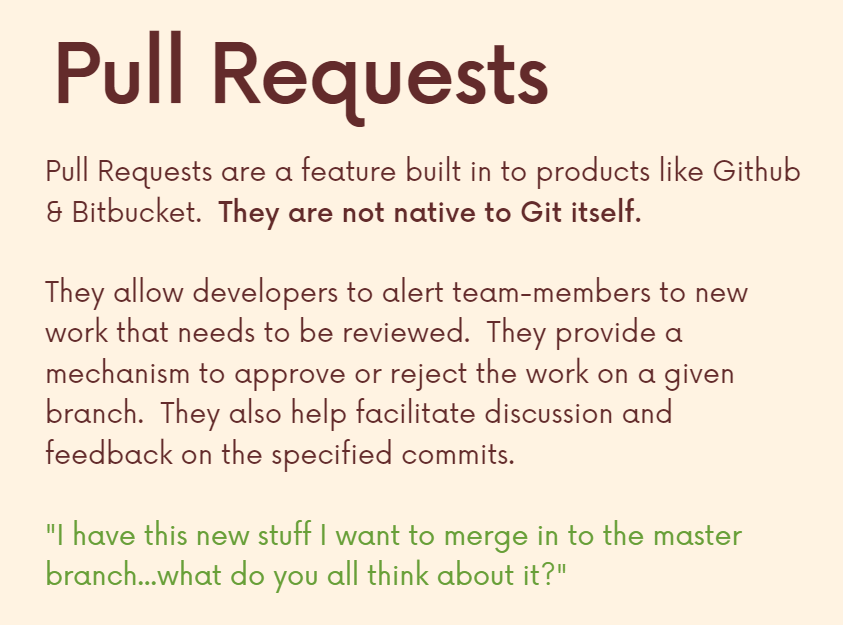 Pull Requests
Pull Requests are a feature built in to products like Github
& Bitbucket.  They are not native to Git itself.
They allow developers to alert team-members to new
work that needs to be reviewed.  They provide a
mechanism to approve or reject the work on a given
branch.  They also help facilitate discussion and
feedback on the specified commits.
"I have this new stuff I want to merge in to the master
branch...what do you all think about it?"